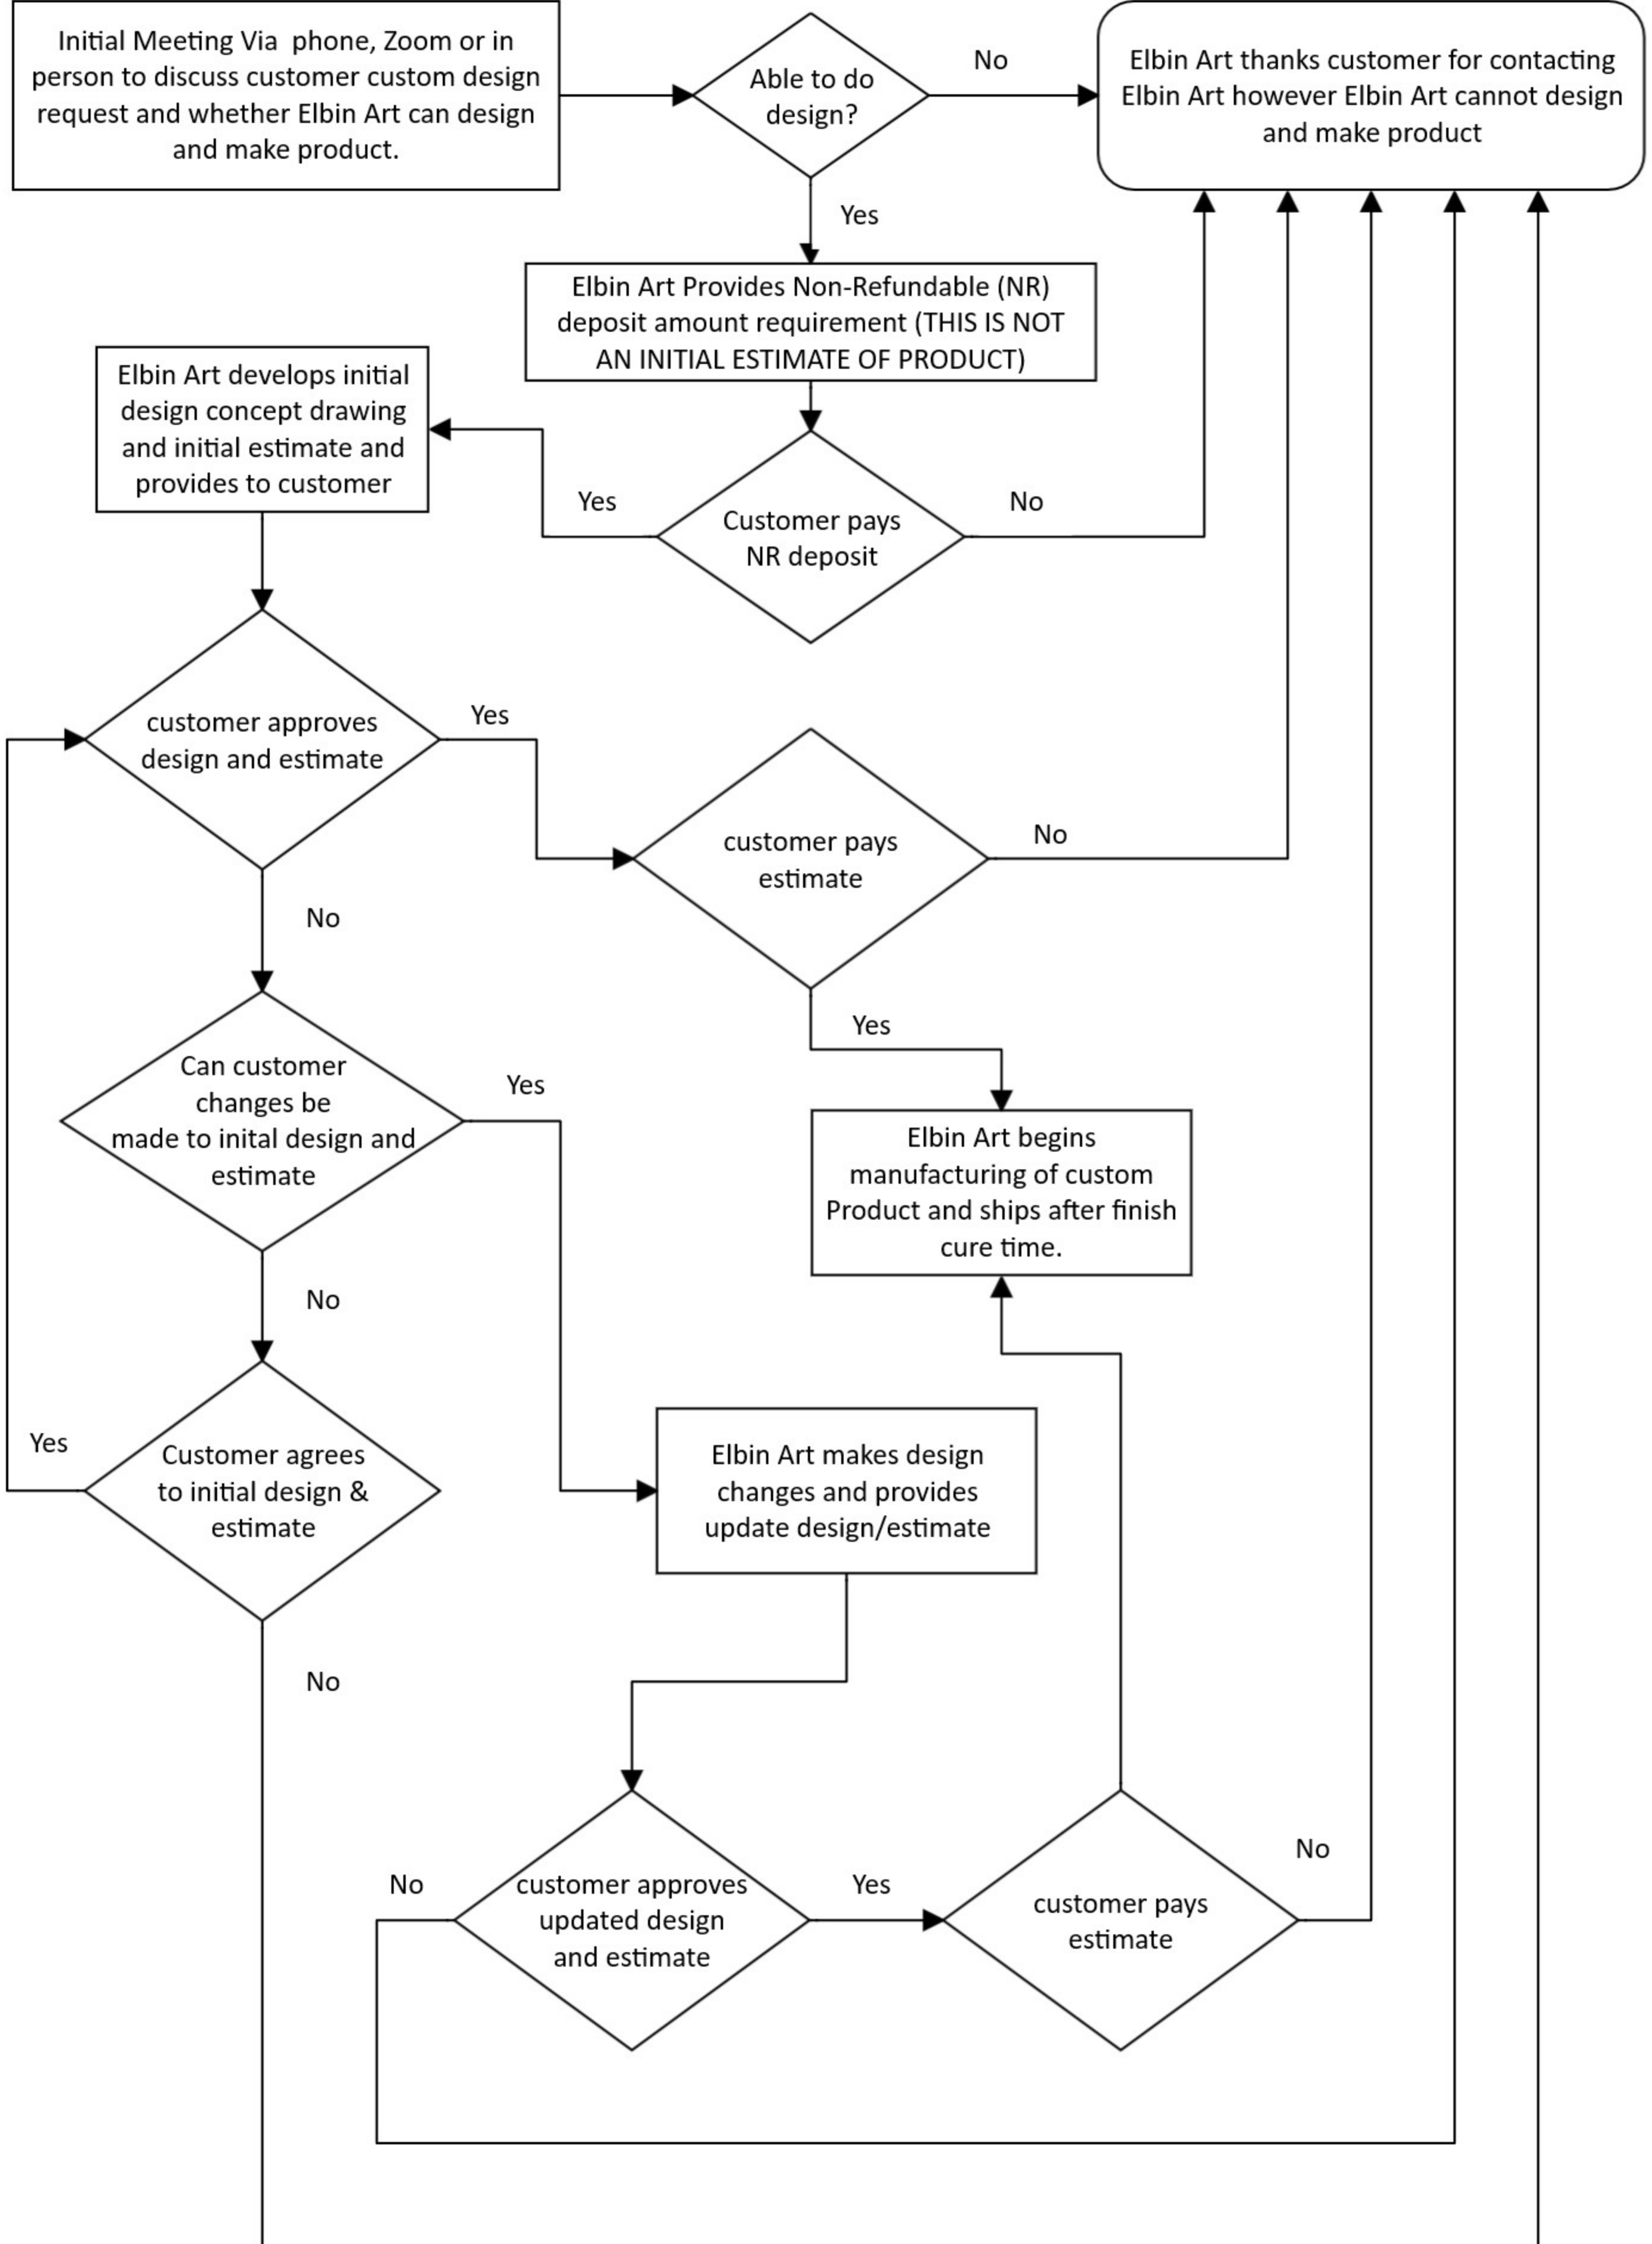 Initial Meeting Via  phone, Zoom or in
person to discuss customer custom design
request and whether Elbin Art can design
and make product.
Able to do
design?
No
Elbin Art thanks customer for contacting
Elbin Art however Elbin Art cannot design
and make product
Yes
Elbin Art Provides Non-Refundable (NR)
deposit amount requirement (THIS IS NOT
AN INITIAL ESTIMATE OF PRODUCT)
Elbin Art develops initial
design concept drawing
and initial estimate and
provides to customer
Yes
Customer pays
NR deposit
No
customer approves
design and estimate
Yes
customer pays
estimate
No
No
Yes
Can customer
changes be
made to inital design and
estimate
Yes
Elbin Art begins
manufacturing of custom
Product and ships after finish
cure time.
No
Yes
Customer agrees
to initial design &
estimate
Elbin Art makes design
changes and provides
update design/estimate
No
No
customer approves
updated design
and estimate
Yes
customer pays
estimate
No